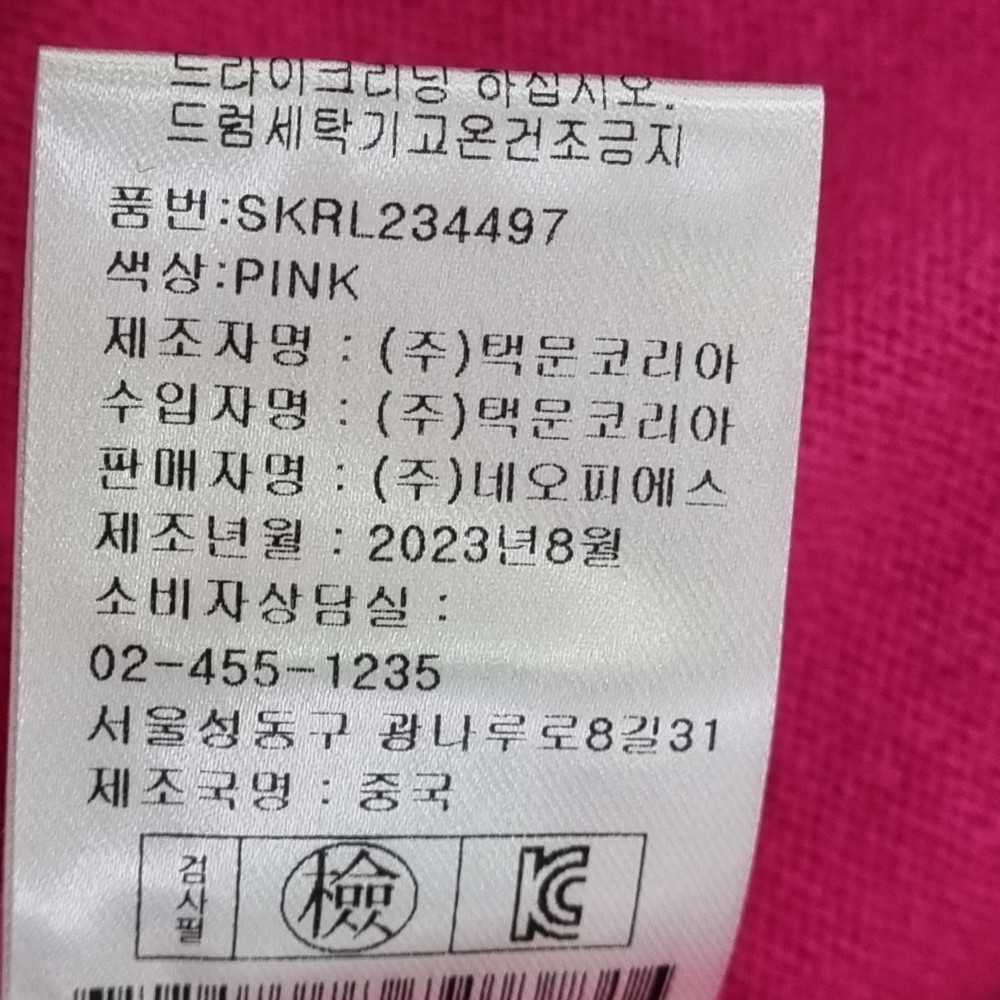 드라이크리닝 하십시오.
드럼세탁기고온건조금지
품번:SKRL234497
색상:PINK
제조자명 : (주)택문코리아
수입자명 : (주)택문코리아
판매자명 : (주)네오피에스
제조년월 : 2023년8월
소비자상담실 :
02-455-1235
서울성동구 광나루로8길31
제조국명 : 중국
검사필 檢 KC